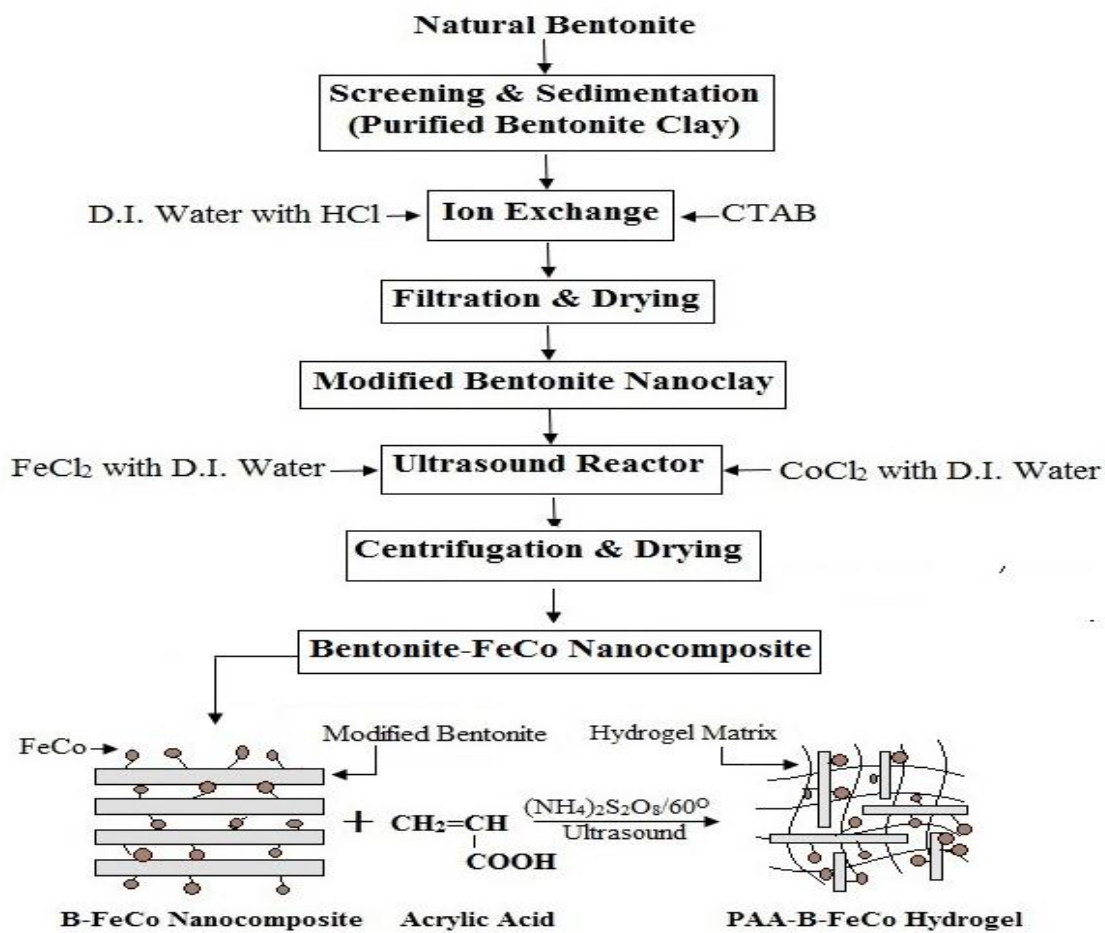 Natural Bentonite
Screening & Sedimentation
(Purified Bentonite Clay)
D.I. Water with HCl
Ion Exchange
CTAB
Filtration & Drying
Modified Bentonite Nanoclay
FeCl₂ with D.I. Water
Ultrasound Reactor
CoCl₂ with D.I. Water
Centrifugation & Drying
Bentonite-FeCo Nanocomposite
FeCo
Modified Bentonite
Hydrogel Matrix
+
CH₂=CH
COOH
(NH₄)₂S₂O₈/60⁰
Ultrasound
B-FeCo Nanocomposite
Acrylic Acid
PAA-B-FeCo Hydrogel